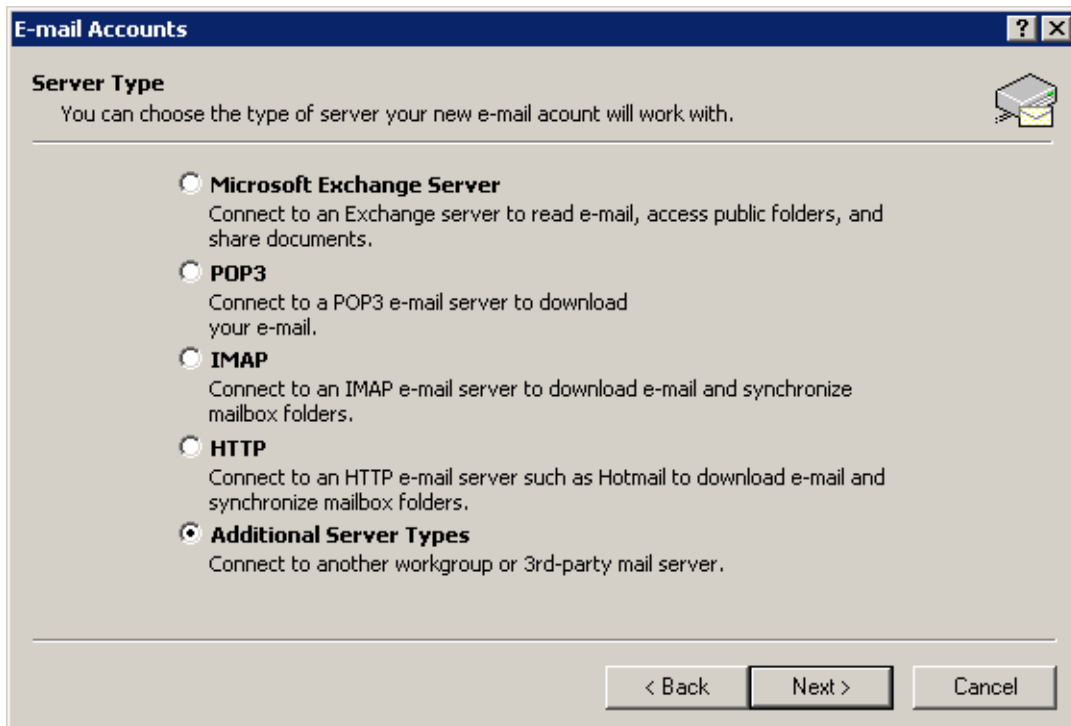 E-mail Accounts
Server Type
You can choose the type of server your new e-mail acount will work with.
Microsoft Exchange Server
Connect to an Exchange server to read e-mail, access public folders, and
share documents.
POP3
Connect to a POP3 e-mail server to download
your e-mail.
IMAP
Connect to an IMAP e-mail server to download e-mail and synchronize
mailbox folders.
HTTP
Connect to an HTTP e-mail server such as Hotmail to download e-mail and
synchronize mailbox folders.
Additional Server Types
Connect to another workgroup or 3rd-party mail server.
< Back Next > Cancel